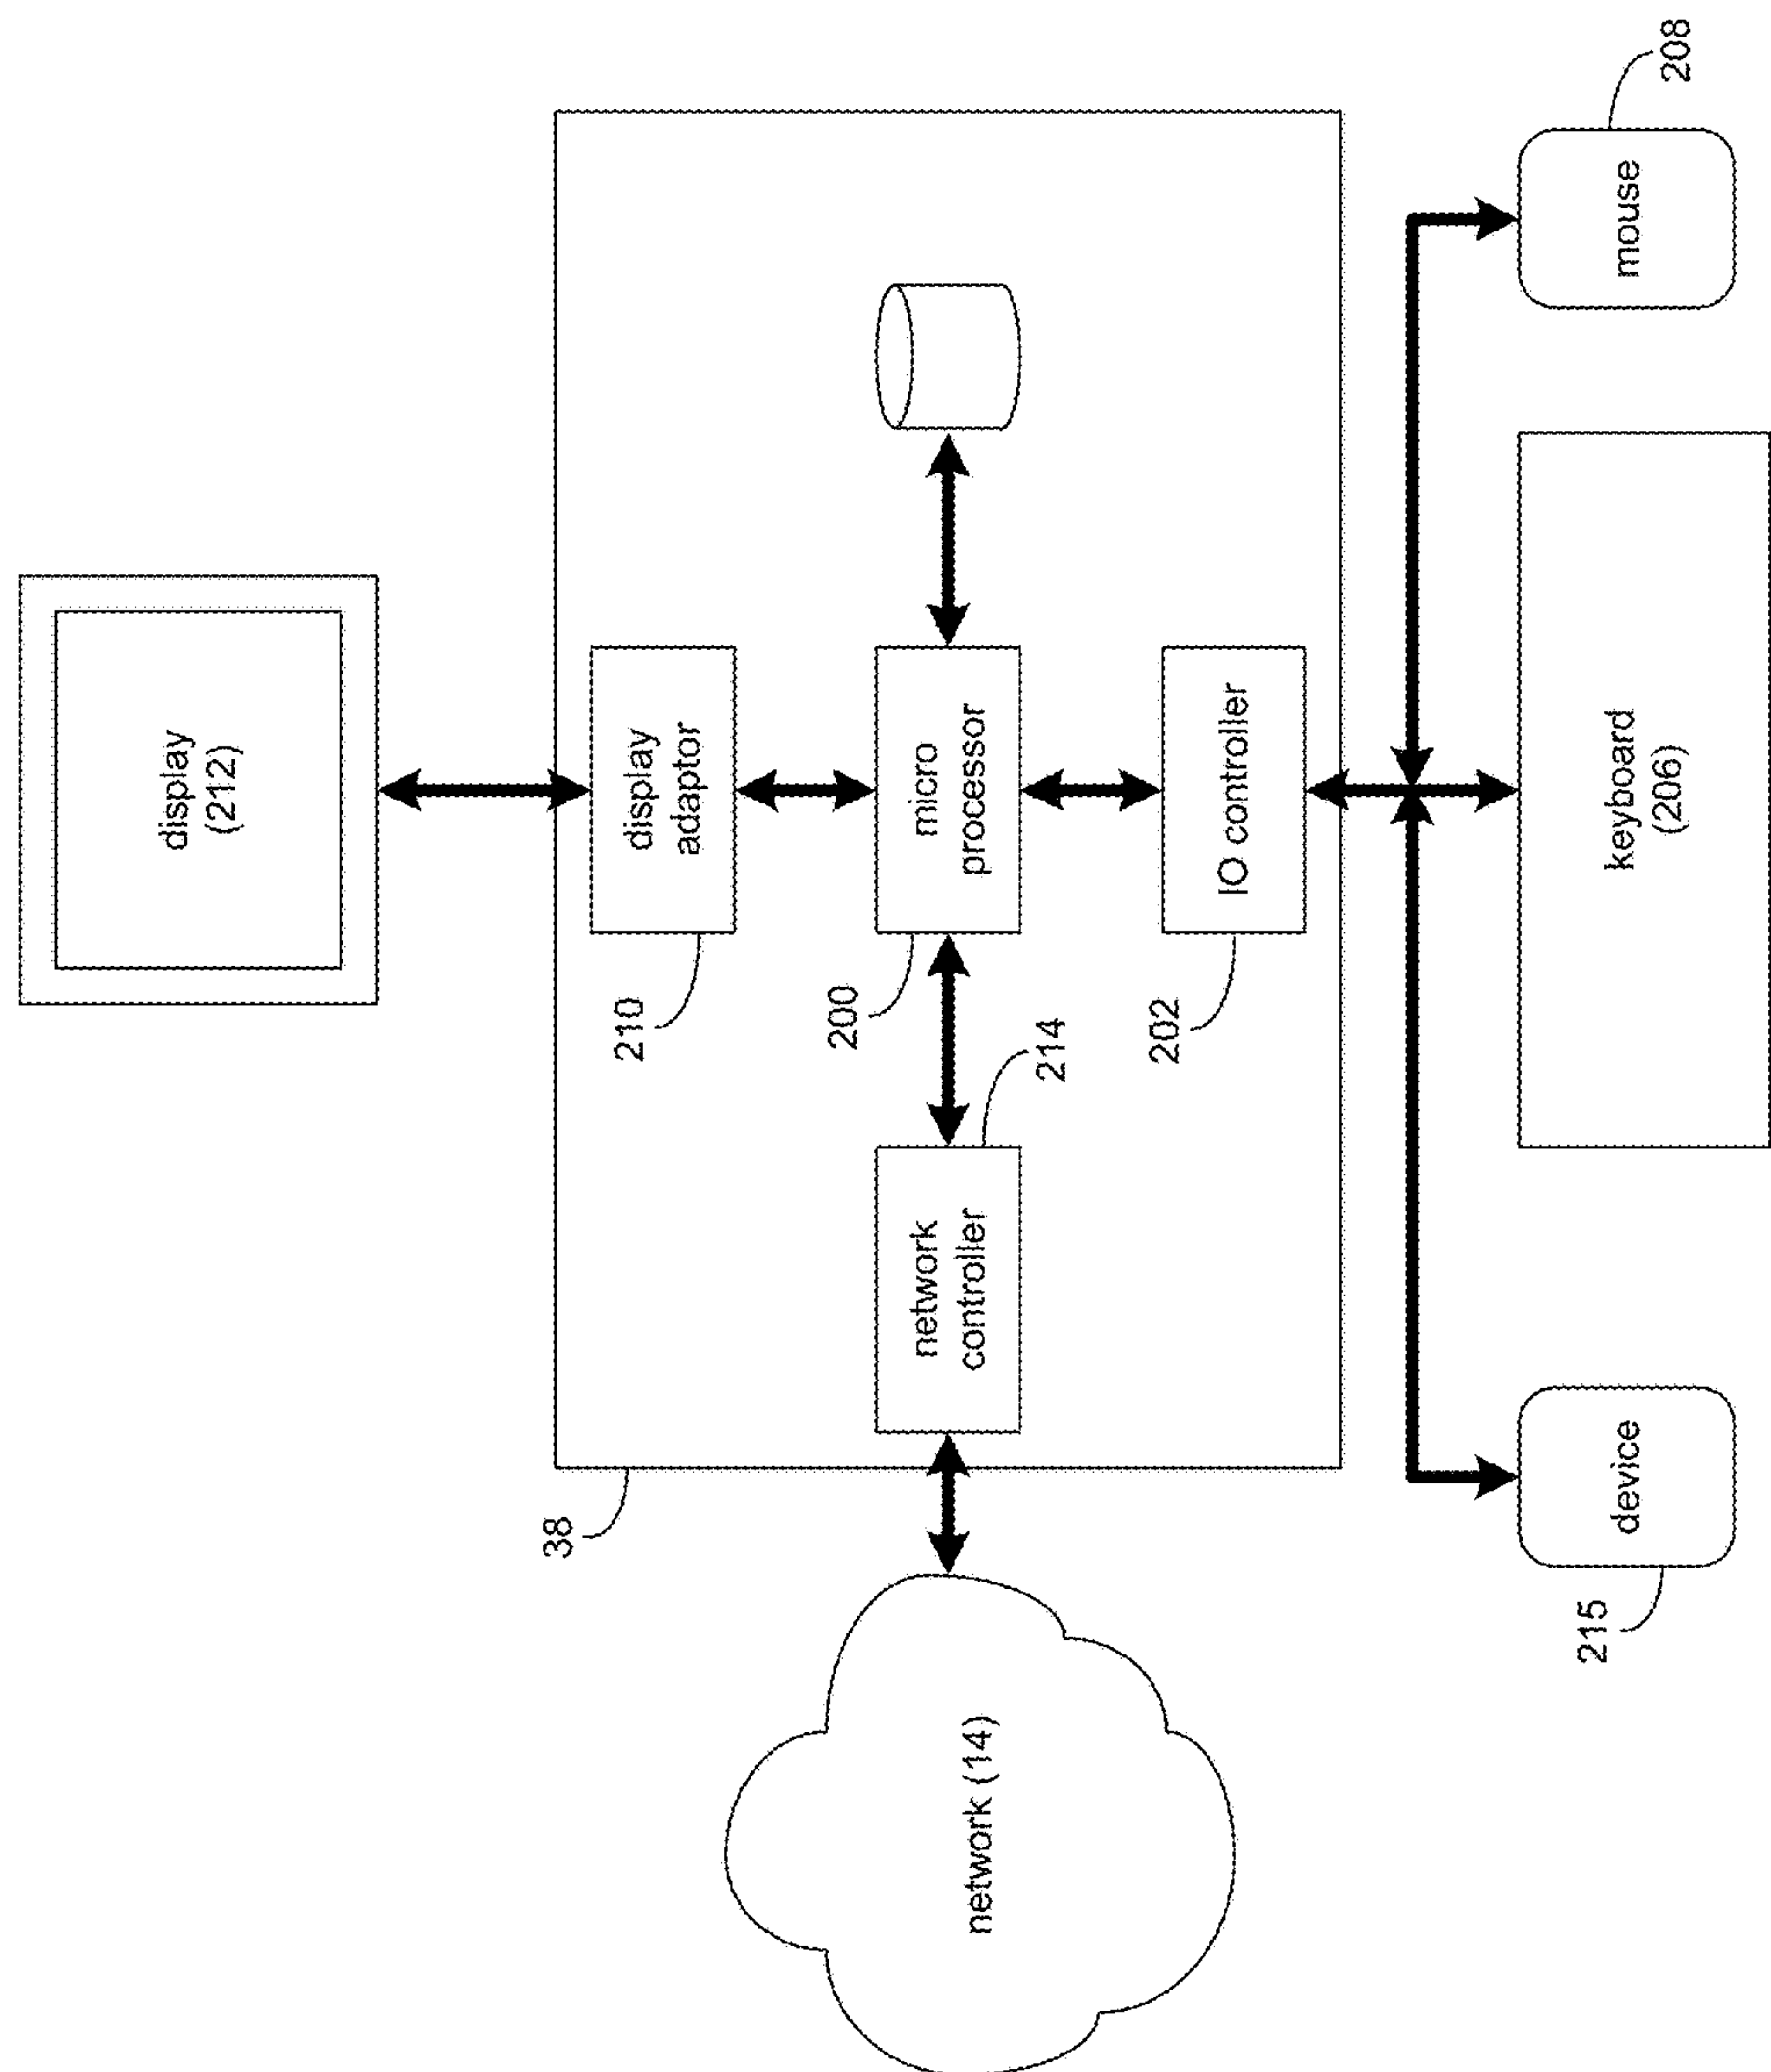 display
(212)
208
display
adaptor
micro
processor
IO controller
mouse
210
200
202
214
network
controller
keyboard
(206)
38
network (14)
215
device